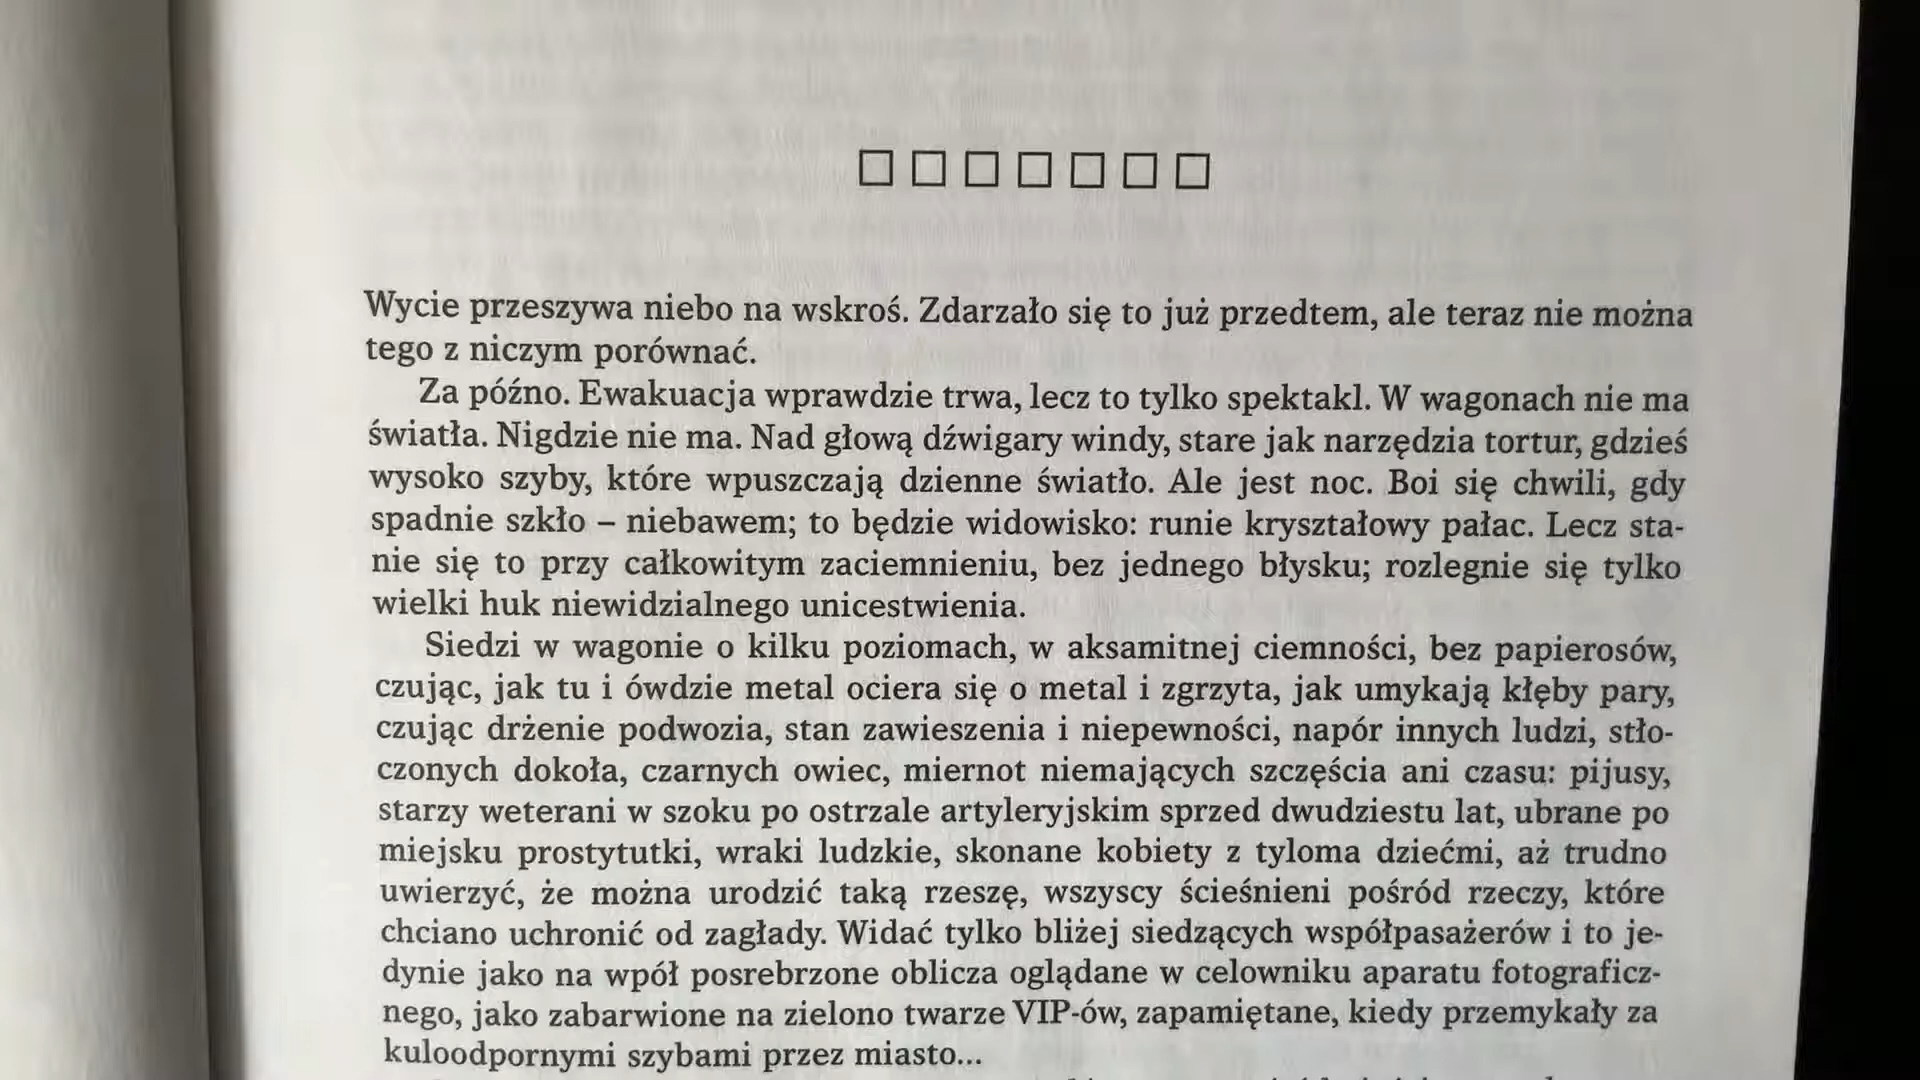 □ □ □ □ □ □ □
Wycie przeszywa niebo na wskroś. Zdarzało się to już przedtem, ale teraz nie można
tego z niczym porównać.
Za późno. Ewakuacja wprawdzie trwa, lecz to tylko spektakl. W wagonach nie ma
światła. Nigdzie nie ma. Nad głową dźwigary windy, stare jak narzędzia tortur, gdzieś
wysoko szyby, które wpuszczają dzienne światło. Ale jest noc. Boi się chwili, gdy
spadnie szkło – niebawem; to będzie widowisko: runie kryształowy pałac. Lecz sta-
nie się to przy całkowitym zaciemnieniu, bez jednego błysku; rozlegnie się tylko
wielki huk niewidzialnego unicestwienia.
Siedzi w wagonie o kilku poziomach, w aksamitnej ciemności, bez papierosów,
czując, jak tu i ówdzie metal ociera się o metal i zgrzyta, jak umykają kłęby pary,
czując drżenie podwozia, stan zawieszenia i niepewności, napór innych ludzi, stło-
czonych dokoła, czarnych owiec, miernot niemających szczęścia ani czasu: pijusy,
starzy weterani w szoku po ostrzale artyleryjskim sprzed dwudziestu lat, ubrane po
miejsku prostytutki, wraki ludzkie, skonane kobiety z tyloma dziećmi, aż trudno
uwierzyć, że można urodzić taką rzeszę, wszyscy ścieśnieni pośród rzeczy, które
chciano uchronić od zagłady. Widać tylko bliżej siedzących współpasażerów i to je-
dynie jako na wpół posrebrzone oblicza oglądane w celowniku aparatu fotograficz-
nego, jako zabarwione na zielono twarze VIP-ów, zapamiętane, kiedy przemykały za
kuloodpornymi szybami przez miasto...